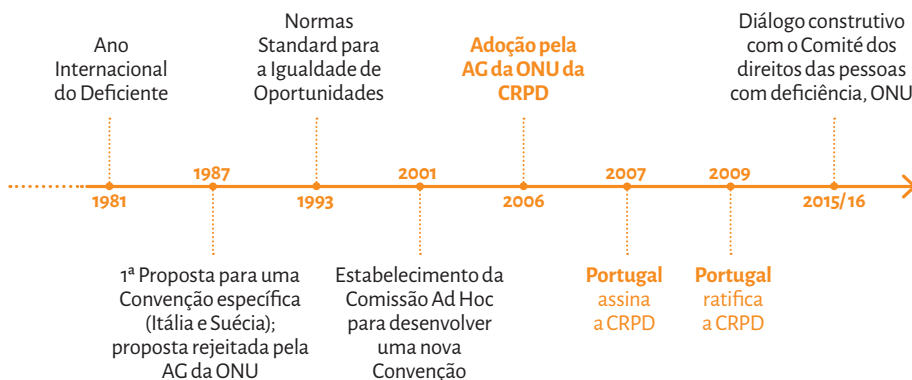 Ano
Internacional
do Deficiente
Normas
Standard para
a Igualdade de
Oportunidades
Adoção pela
AG da ONU da
CRPD
Diálogo construtivo
com o Comité dos
direitos das pessoas
com deficiência, ONU
1981
1987
1993
2001
2006
2007
2009
2015/16
1ª Proposta para uma
Convenção específica
(Itália e Suécia);
proposta rejeitada pela
AG da ONU
Estabelecimento da
Comissão Ad Hoc
para desenvolver
uma nova
Convenção
Portugal
assina
a CRPD
Portugal
ratifica
a CRPD